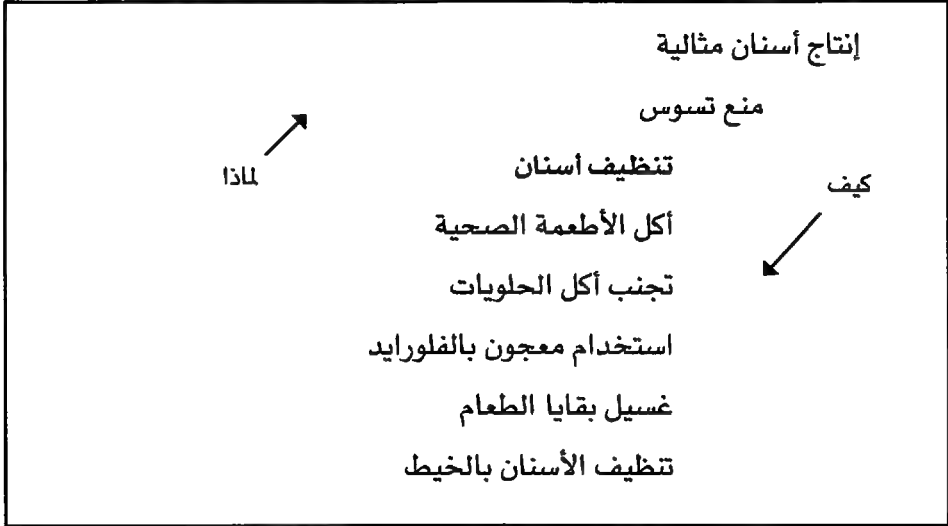 إنتاج أسنان مثالية
منع تسوس
تنظيف أسنان
لماذا
كيف
أكل الأطعمة الصحية
تجنب أكل الحلويات
استخدام معجون بالفلورايد
غسيل بقايا الطعام
تنظيف الأسنان بالخيط